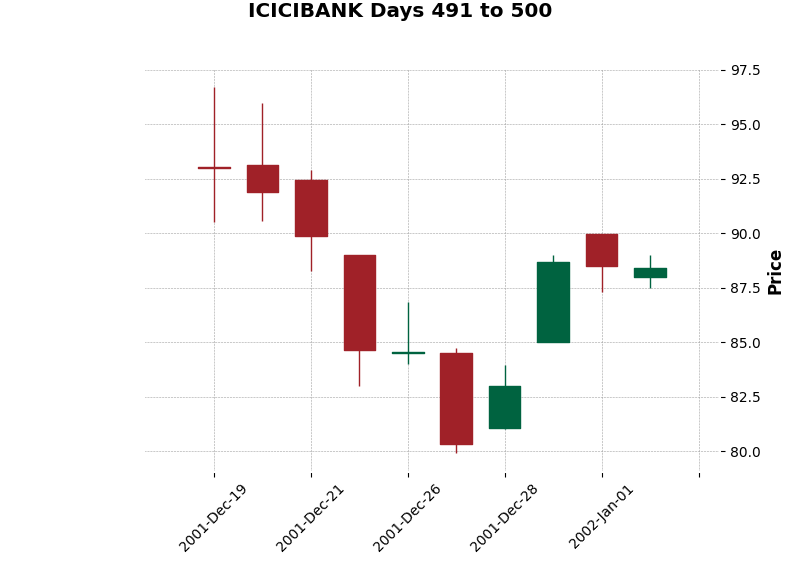 ICICIBANK Days 491 to 500
97.5
95.0
92.5
90.0
87.5
85.0
82.5
80.0
Price
2001-Dec-19
2001-Dec-21
2001-Dec-26
2001-Dec-28
2002-Jan-01